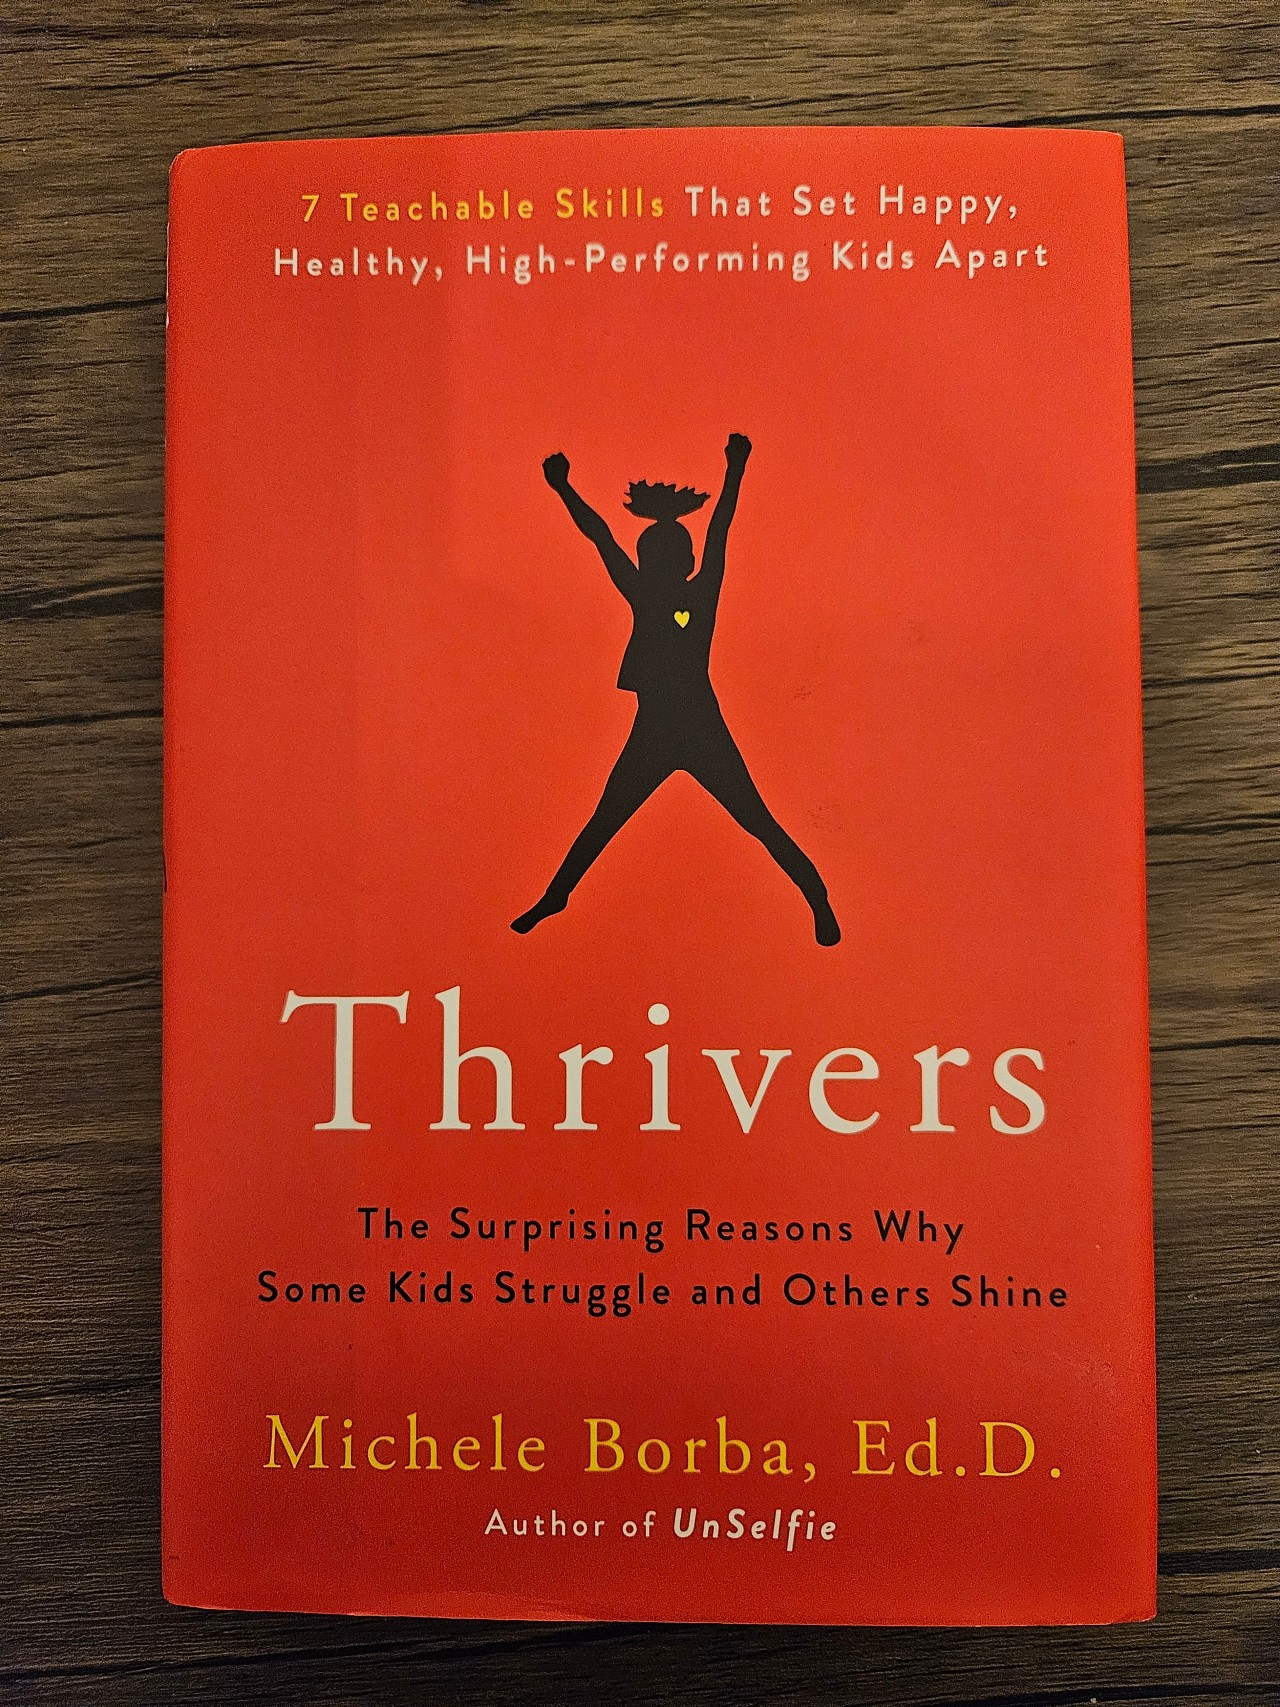 7 Teachable Skills That Set Happy,
Healthy, High-Performing Kids Apart
Thrivers
The Surprising Reasons Why
Some Kids Struggle and Others Shine
Michele Borba, Ed.D.
Author of UnSelfie